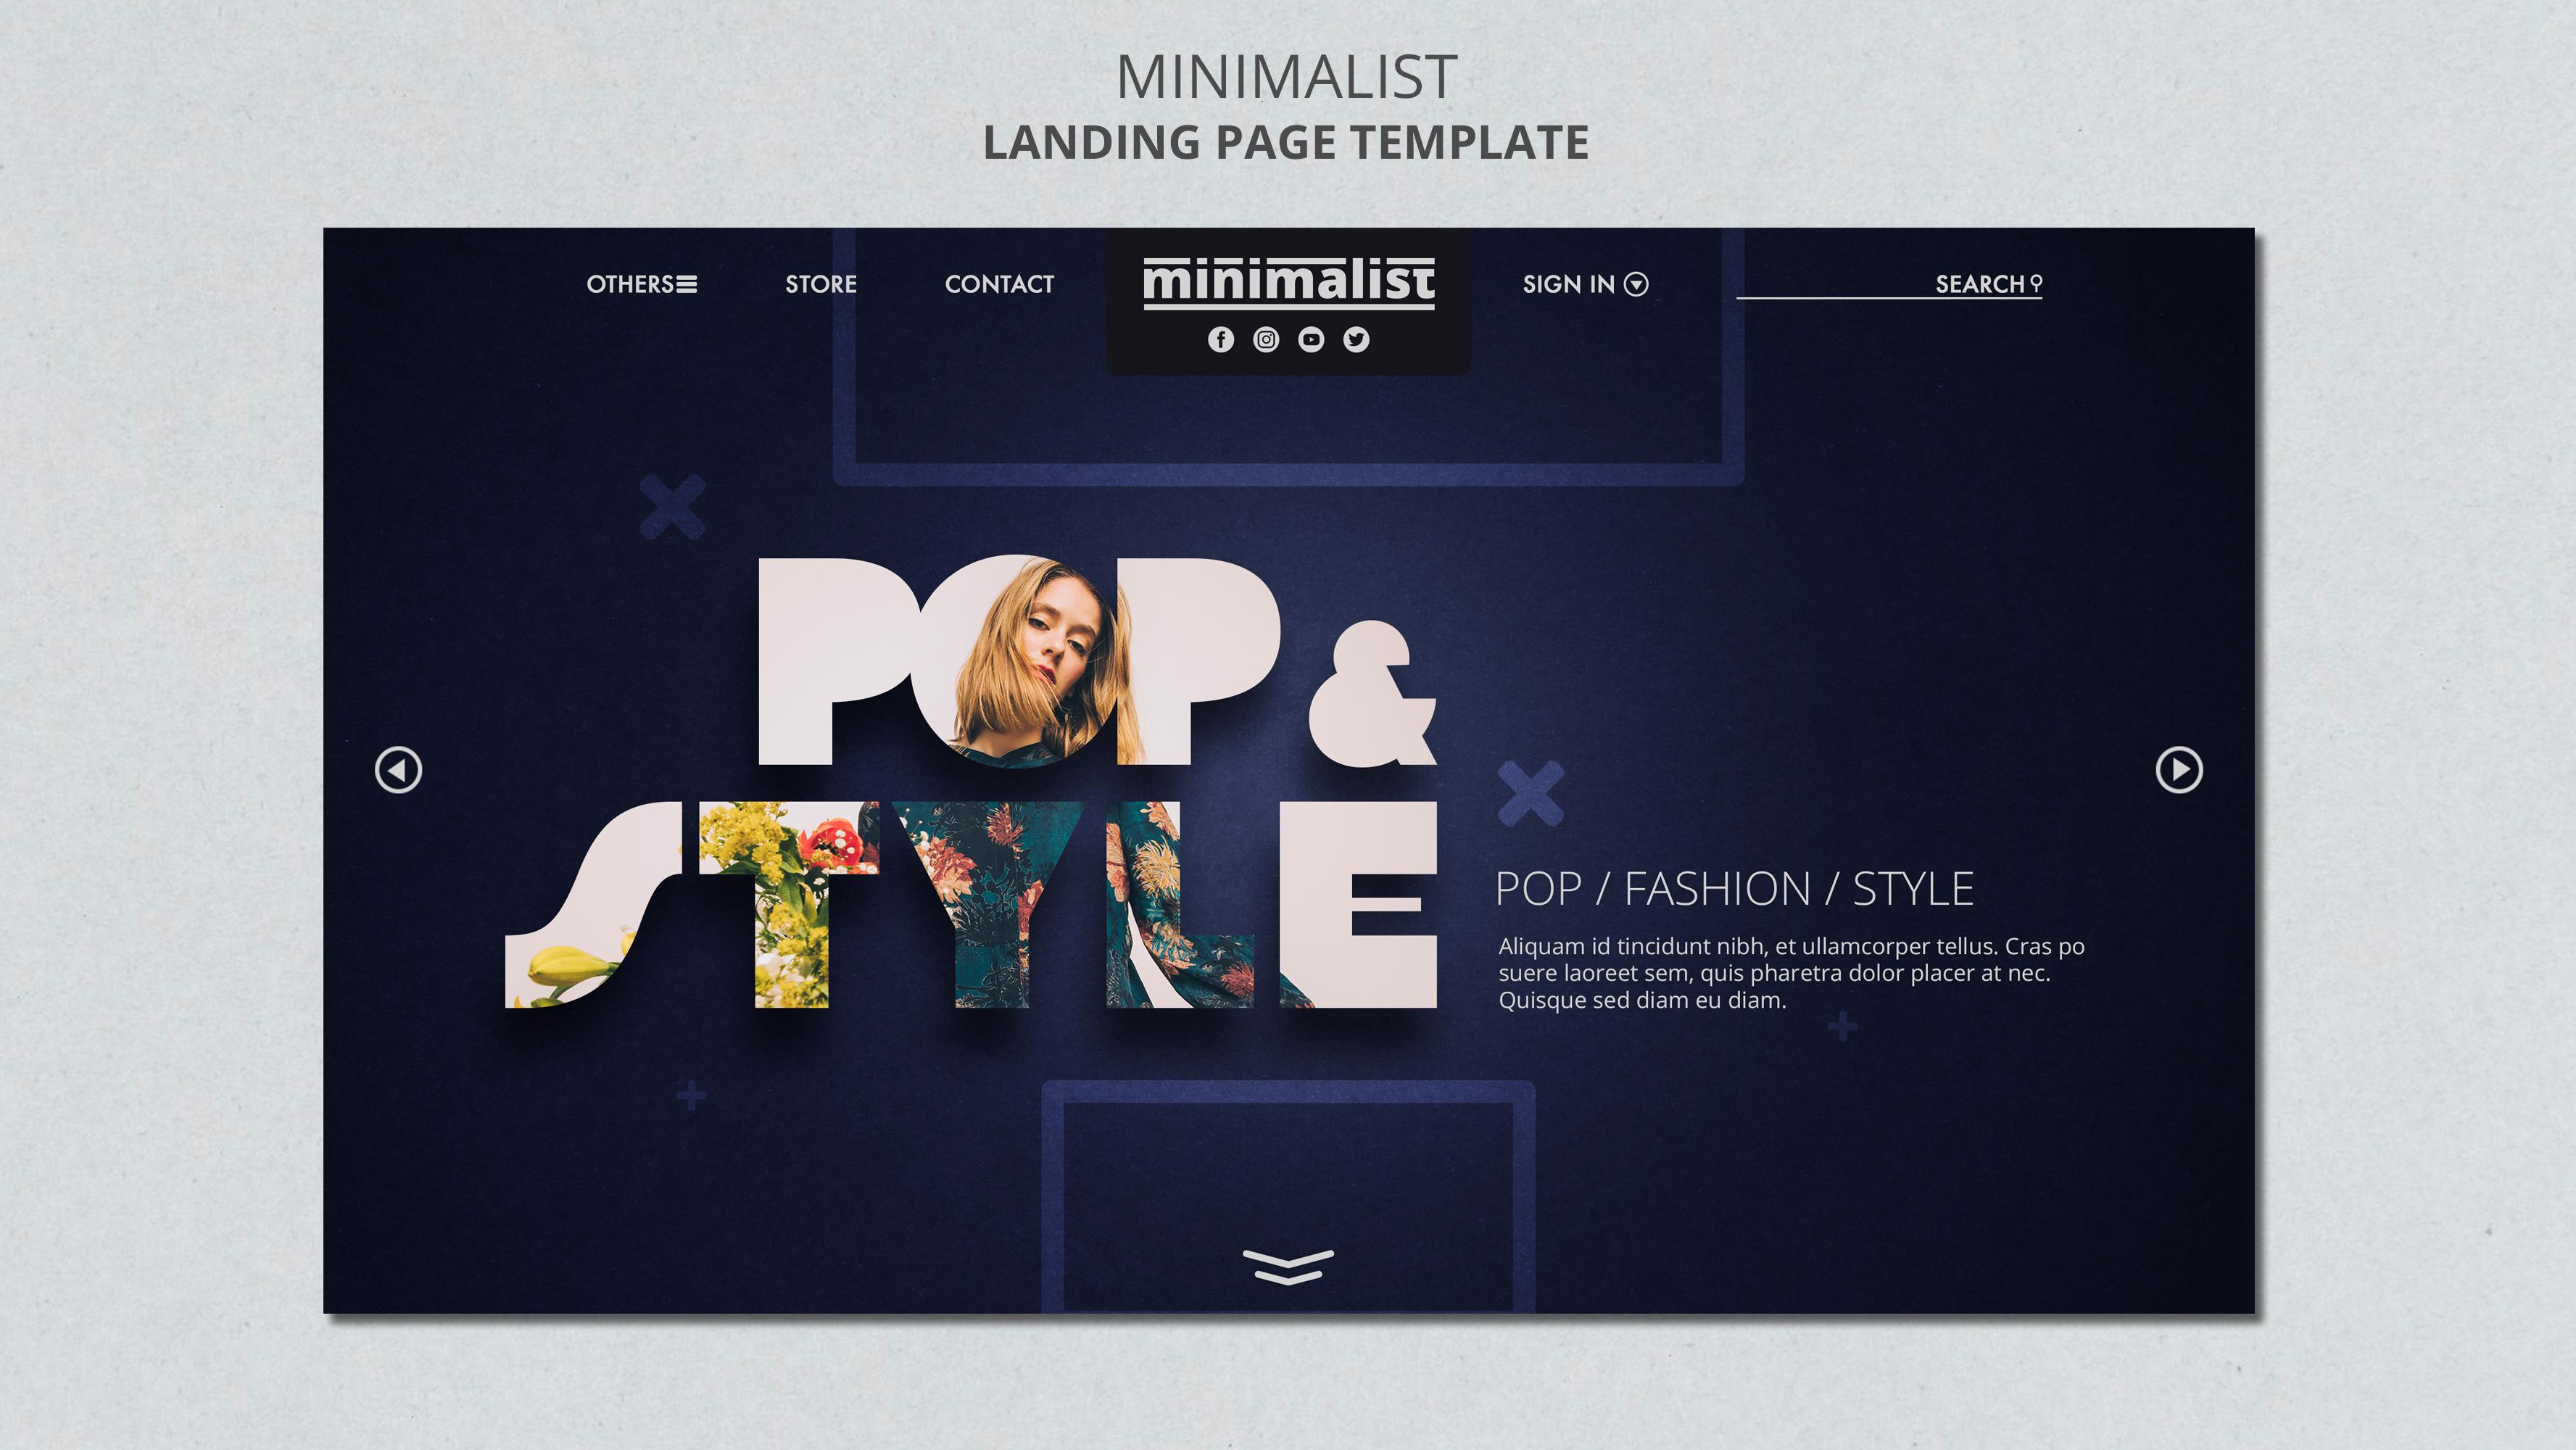 MINIMALIST
LANDING PAGE TEMPLATE
OTHERS STORE CONTACT minimalist SIGN IN SEARCH
POP &
STYLE
POP / FASHION / STYLE
Aliquam id tincidunt nibh, et ullamcorper tellus. Cras po
suere laoreet sem, quis pharetra dolor placer at nec.
Quisque sed diam eu diam.